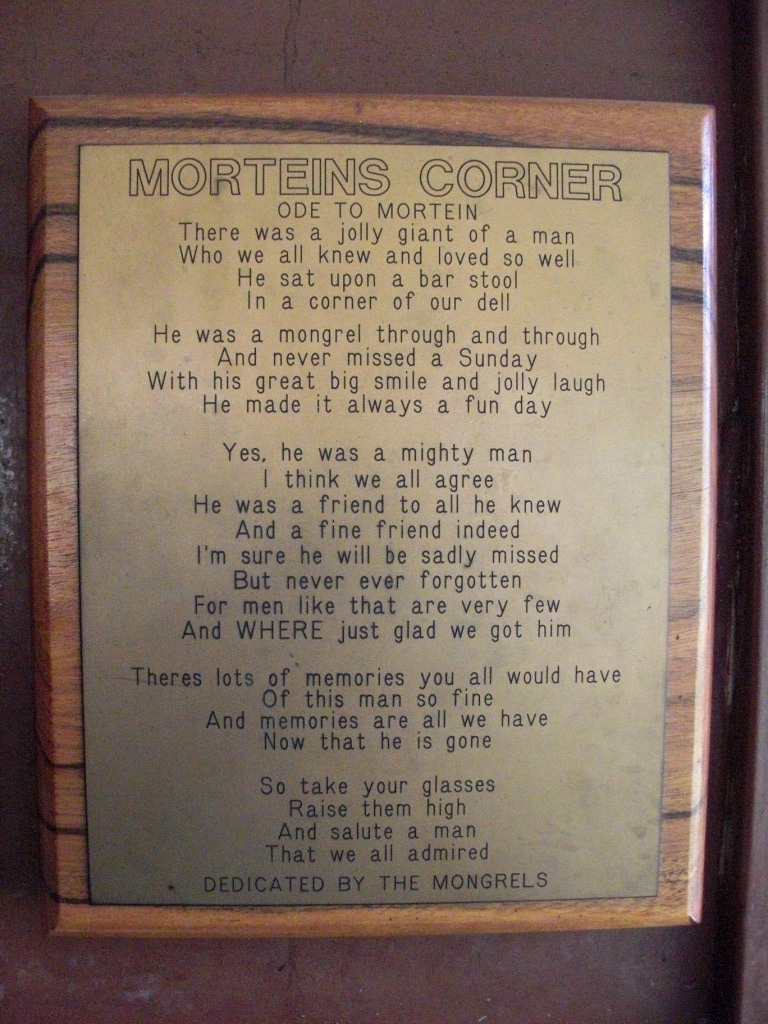 MORTEINS CORNER
ODE TO MORTEIN
There was a jolly giant of a man
Who we all knew and loved so well
He sat upon a bar stool
In a corner of our dell
He was a mongrel through and through
And never missed a Sunday
With his great big smile and jolly laugh
He made it always a fun day
Yes, he was a mighty man
I think we all agree
He was a friend to all he knew
And a fine friend indeed
I'm sure he will be sadly missed
But never ever forgotten
For men like that are very few
And WHERE just glad we got him
Theres lots of memories you all would have
Of this man so fine
And memories are all we have
Now that he is gone
So take your glasses
Raise them high
And salute a man
That we all admired
DEDICATED BY THE MONGRELS